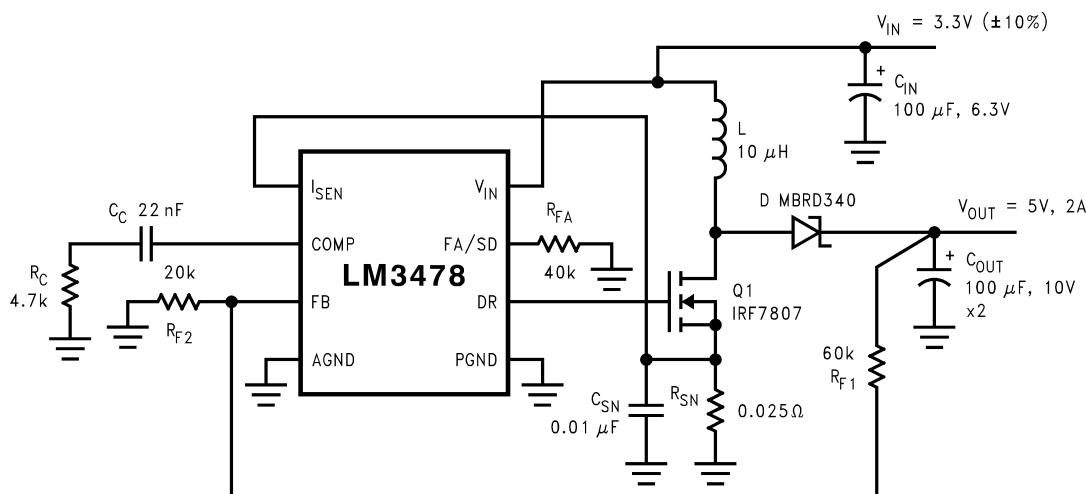 V_IN = 3.3V (±10%)
+
C_IN
100 μF, 6.3V
L
10 μH
I_SEN
V_IN
D MBRD340
R_FA
V_OUT = 5V, 2A
C_C 22 nF
COMP
FA/SD
LM3478
40k
+
C_OUT
100 μF, 10V
x2
R_C
4.7k
20k
R_F2
FB
DR
Q1
IRF7807
60k
R_F1
AGND
PGND
C_SN
0.01 μF
R_SN
0.025Ω